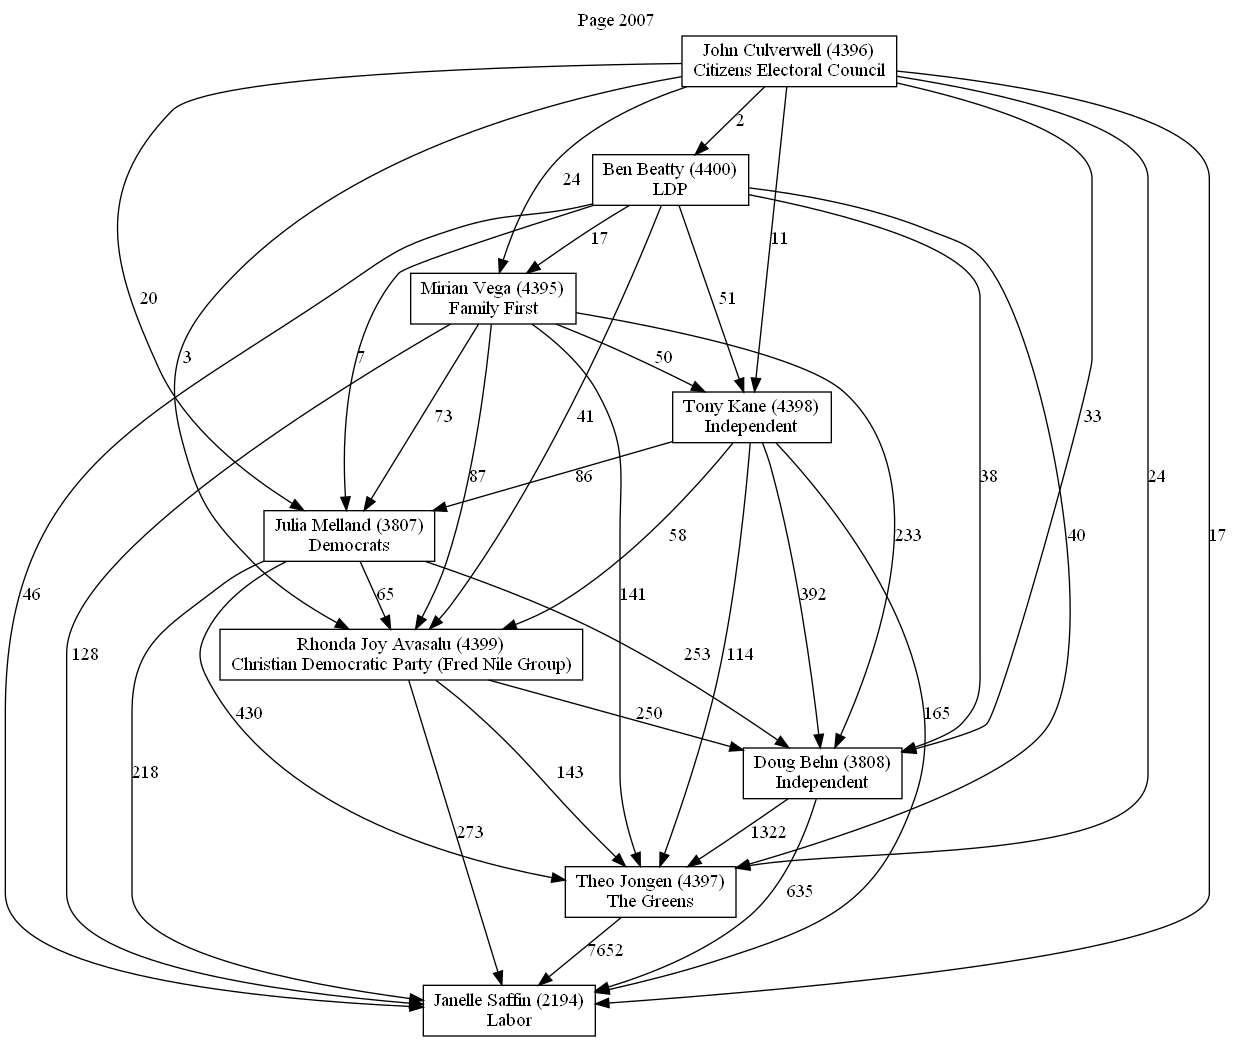 Page 2007
John Culverwell (4396)
Citizens Electoral Council
2
Ben Beatty (4400)
LDP
24
17
11
Mirian Vega (4395)
Family First
20
51
3
7
50
Tony Kane (4398)
Independent
73
41
33
87
86
38
24
Julia Melland (3807)
Democrats
58
233
40
17
46
65
141
392
Rhonda Joy Avasalu (4399)
Christian Democratic Party (Fred Nile Group)
128
253
114
430
250
165
Doug Behn (3808)
Independent
218
143
273
1322
Theo Jongen (4397)
The Greens
635
7652
Janelle Saffin (2194)
Labor